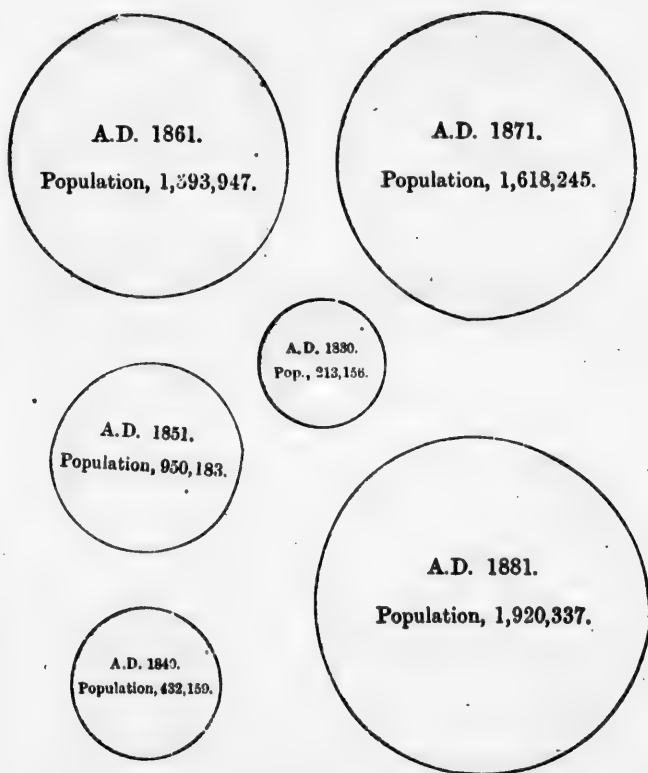 A.D. 1861.
Population, 1,393,947.
A.D. 1871.
Population, 1,618,245.
A.D. 1830.
Pop., 213,156.
A.D. 1851.
Population, 950,183.
A.D. 1881.
Population, 1,920,337.
A.D. 1840.
Population, 432,159.